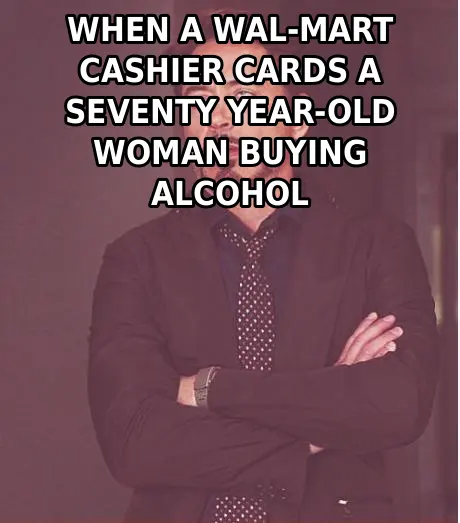 WHEN A WAL-MART
CASHIER CARDS A
SEVENTY YEAR-OLD
WOMAN BUYING
ALCOHOL